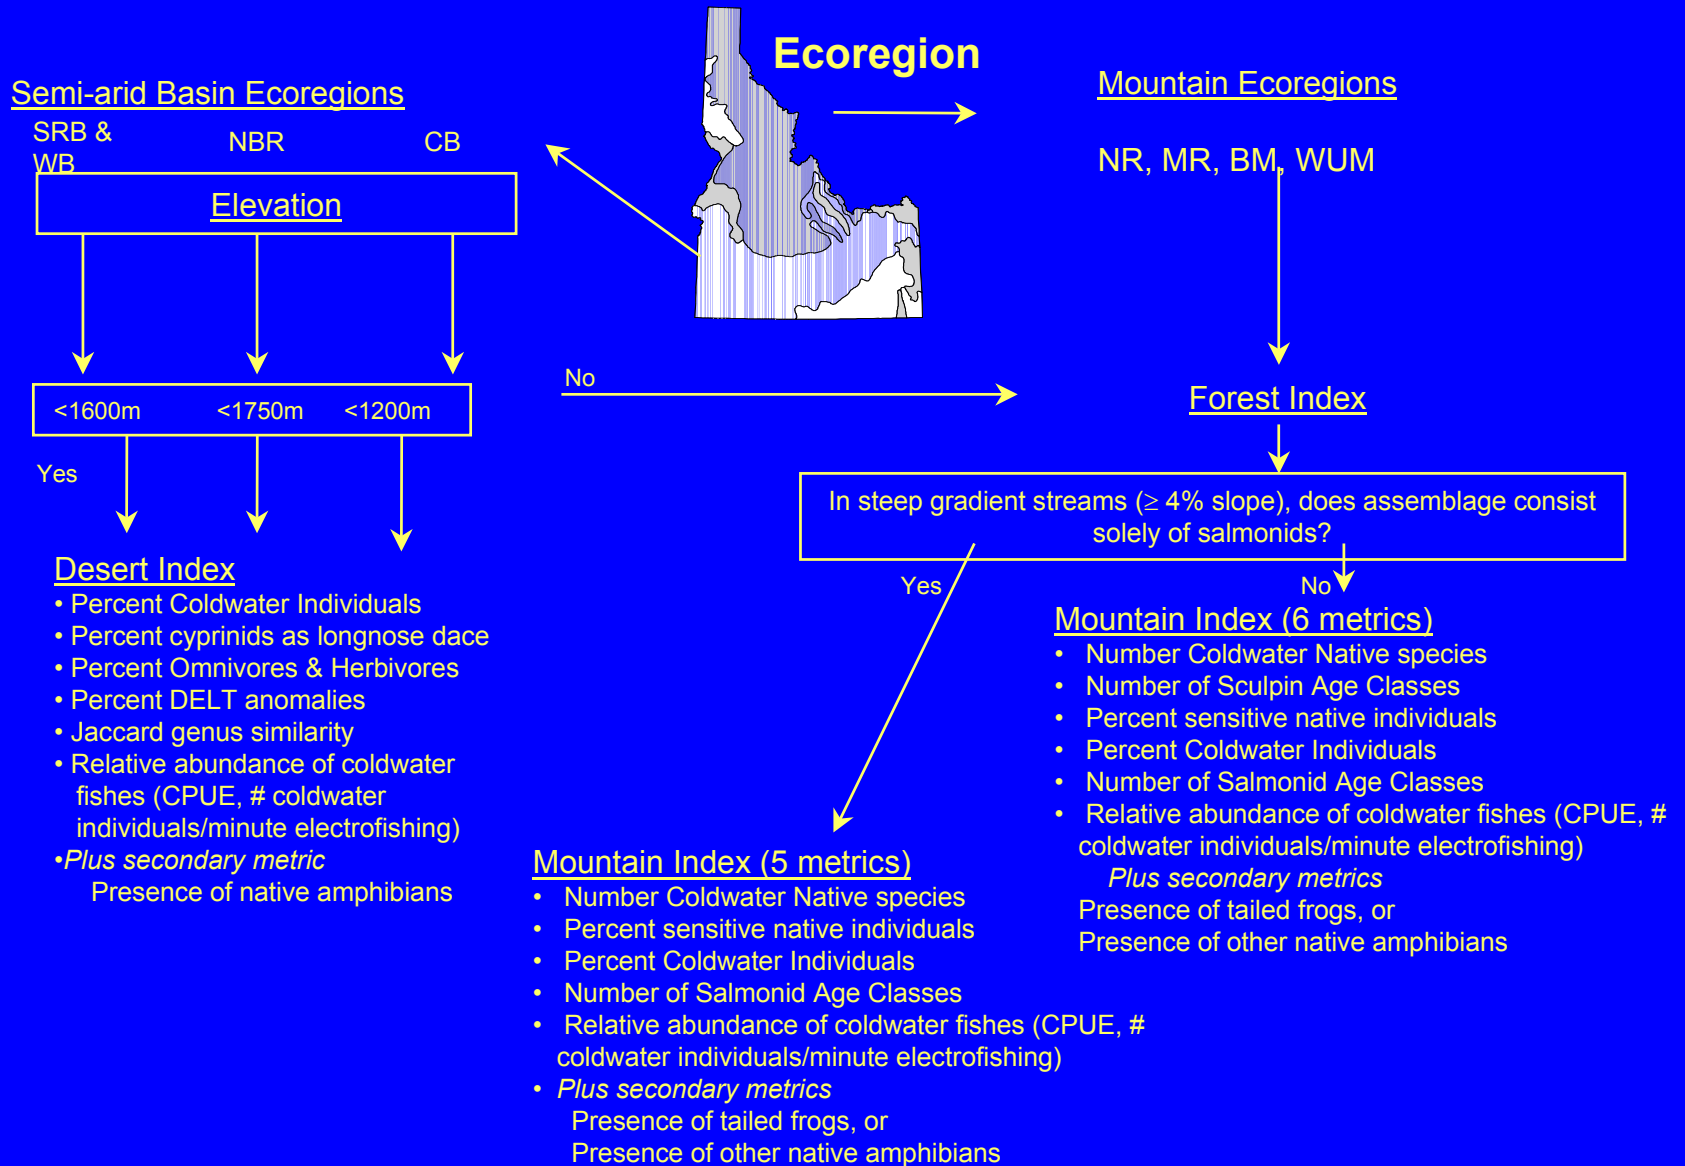 Ecoregion
Semi-arid Basin Ecoregions
SRB &
WB
NBR
CB
Elevation
<1600m
<1750m
<1200m
Yes
No
Desert Index
• Percent Coldwater Individuals
• Percent cyprinids as longnose dace
• Percent Omnivores & Herbivores
• Percent DELT anomalies
• Jaccard genus similarity
• Relative abundance of coldwater
fishes (CPUE, # coldwater
individuals/minute electrofishing)
•Plus secondary metric
Presence of native amphibians
Mountain Ecoregions
NR, MR, BM, WUM
Forest Index
In steep gradient streams (≥ 4% slope), does assemblage consist
solely of salmonids?
Yes
No
Mountain Index (5 metrics)
• Number Coldwater Native species
• Percent sensitive native individuals
• Percent Coldwater Individuals
• Number of Salmonid Age Classes
• Relative abundance of coldwater fishes (CPUE, #
coldwater individuals/minute electrofishing)
• Plus secondary metrics
Presence of tailed frogs, or
Presence of other native amphibians
Mountain Index (6 metrics)
• Number Coldwater Native species
• Number of Sculpin Age Classes
• Percent sensitive native individuals
• Percent Coldwater Individuals
• Number of Salmonid Age Classes
• Relative abundance of coldwater fishes (CPUE, #
coldwater individuals/minute electrofishing)
Plus secondary metrics
Presence of tailed frogs, or
Presence of other native amphibians